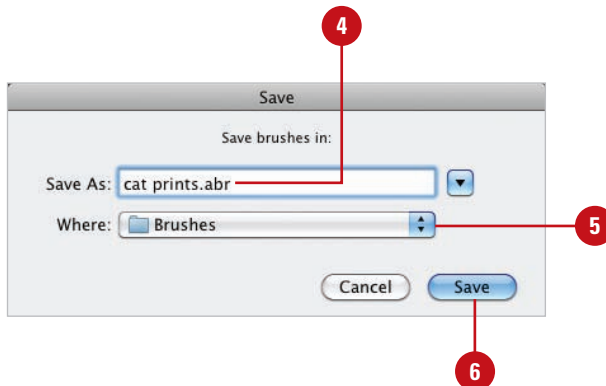 4
Save
Save brushes in:
Save As: cat prints.abr
Where: Brushes
5
Cancel Save
6